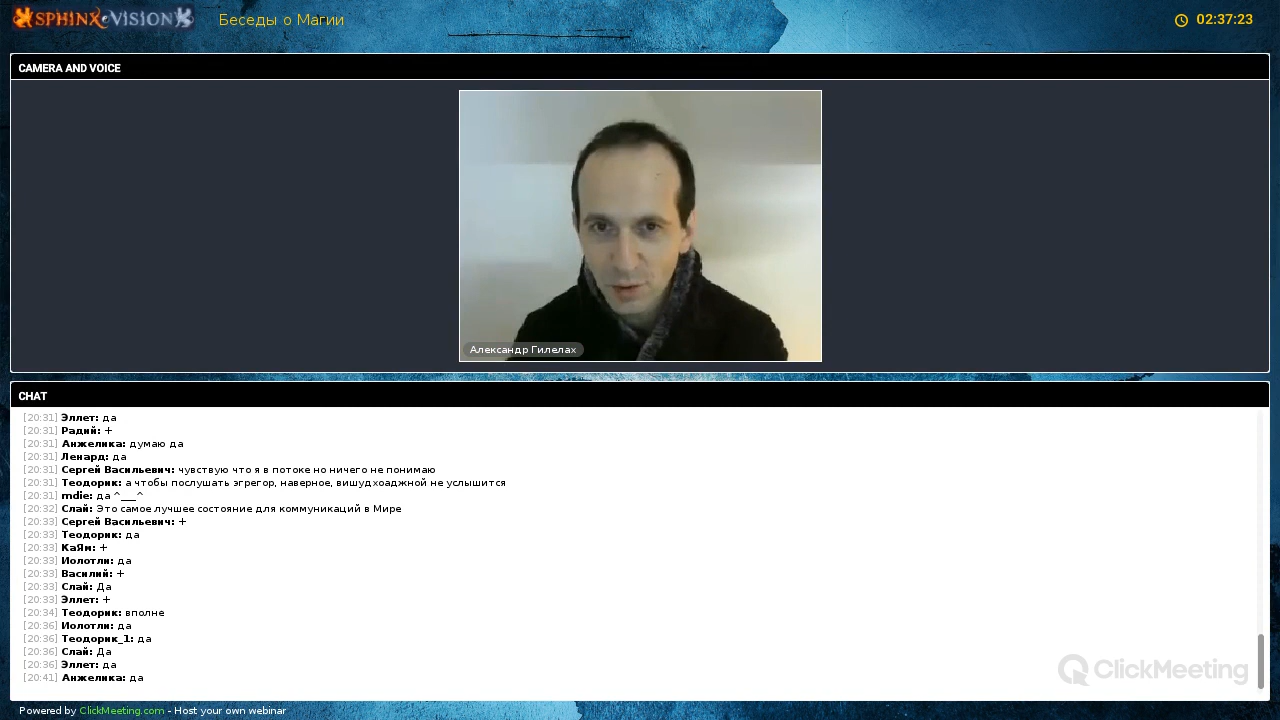 SPHINX VISION Беседы о Магии 02:37:23
CAMERA AND VOICE
Александр Гилелах
CHAT
[20:31] Эллет: да
[20:31] Радий: +
[20:31] Анжелика: думаю да
[20:31] Ленард: да
[20:31] Сергей Васильевич: чувствую что я в потоке но ничего не понимаю
[20:31] Теодорик: а чтобы послушать эгрегор, наверное, вишудхоаджной не услышится
[20:31] mdie: да ^___^
[20:32] Слай: Это самое лучшее состояние для коммуникаций в Мире
[20:33] Сергей Васильевич: +
[20:33] Теодорик: да
[20:33] КаЯм: +
[20:33] Иолотли: да
[20:33] Василий: +
[20:33] Слай: Да
[20:33] Эллет: +
[20:34] Теодорик: вполне
[20:36] Иолотли: да
[20:36] Теодорик_1: да
[20:36] Слай: Да
[20:36] Эллет: да
[20:41] Анжелика: да
ClickMeeting
Powered by ClickMeeting.com - Host your own webinar